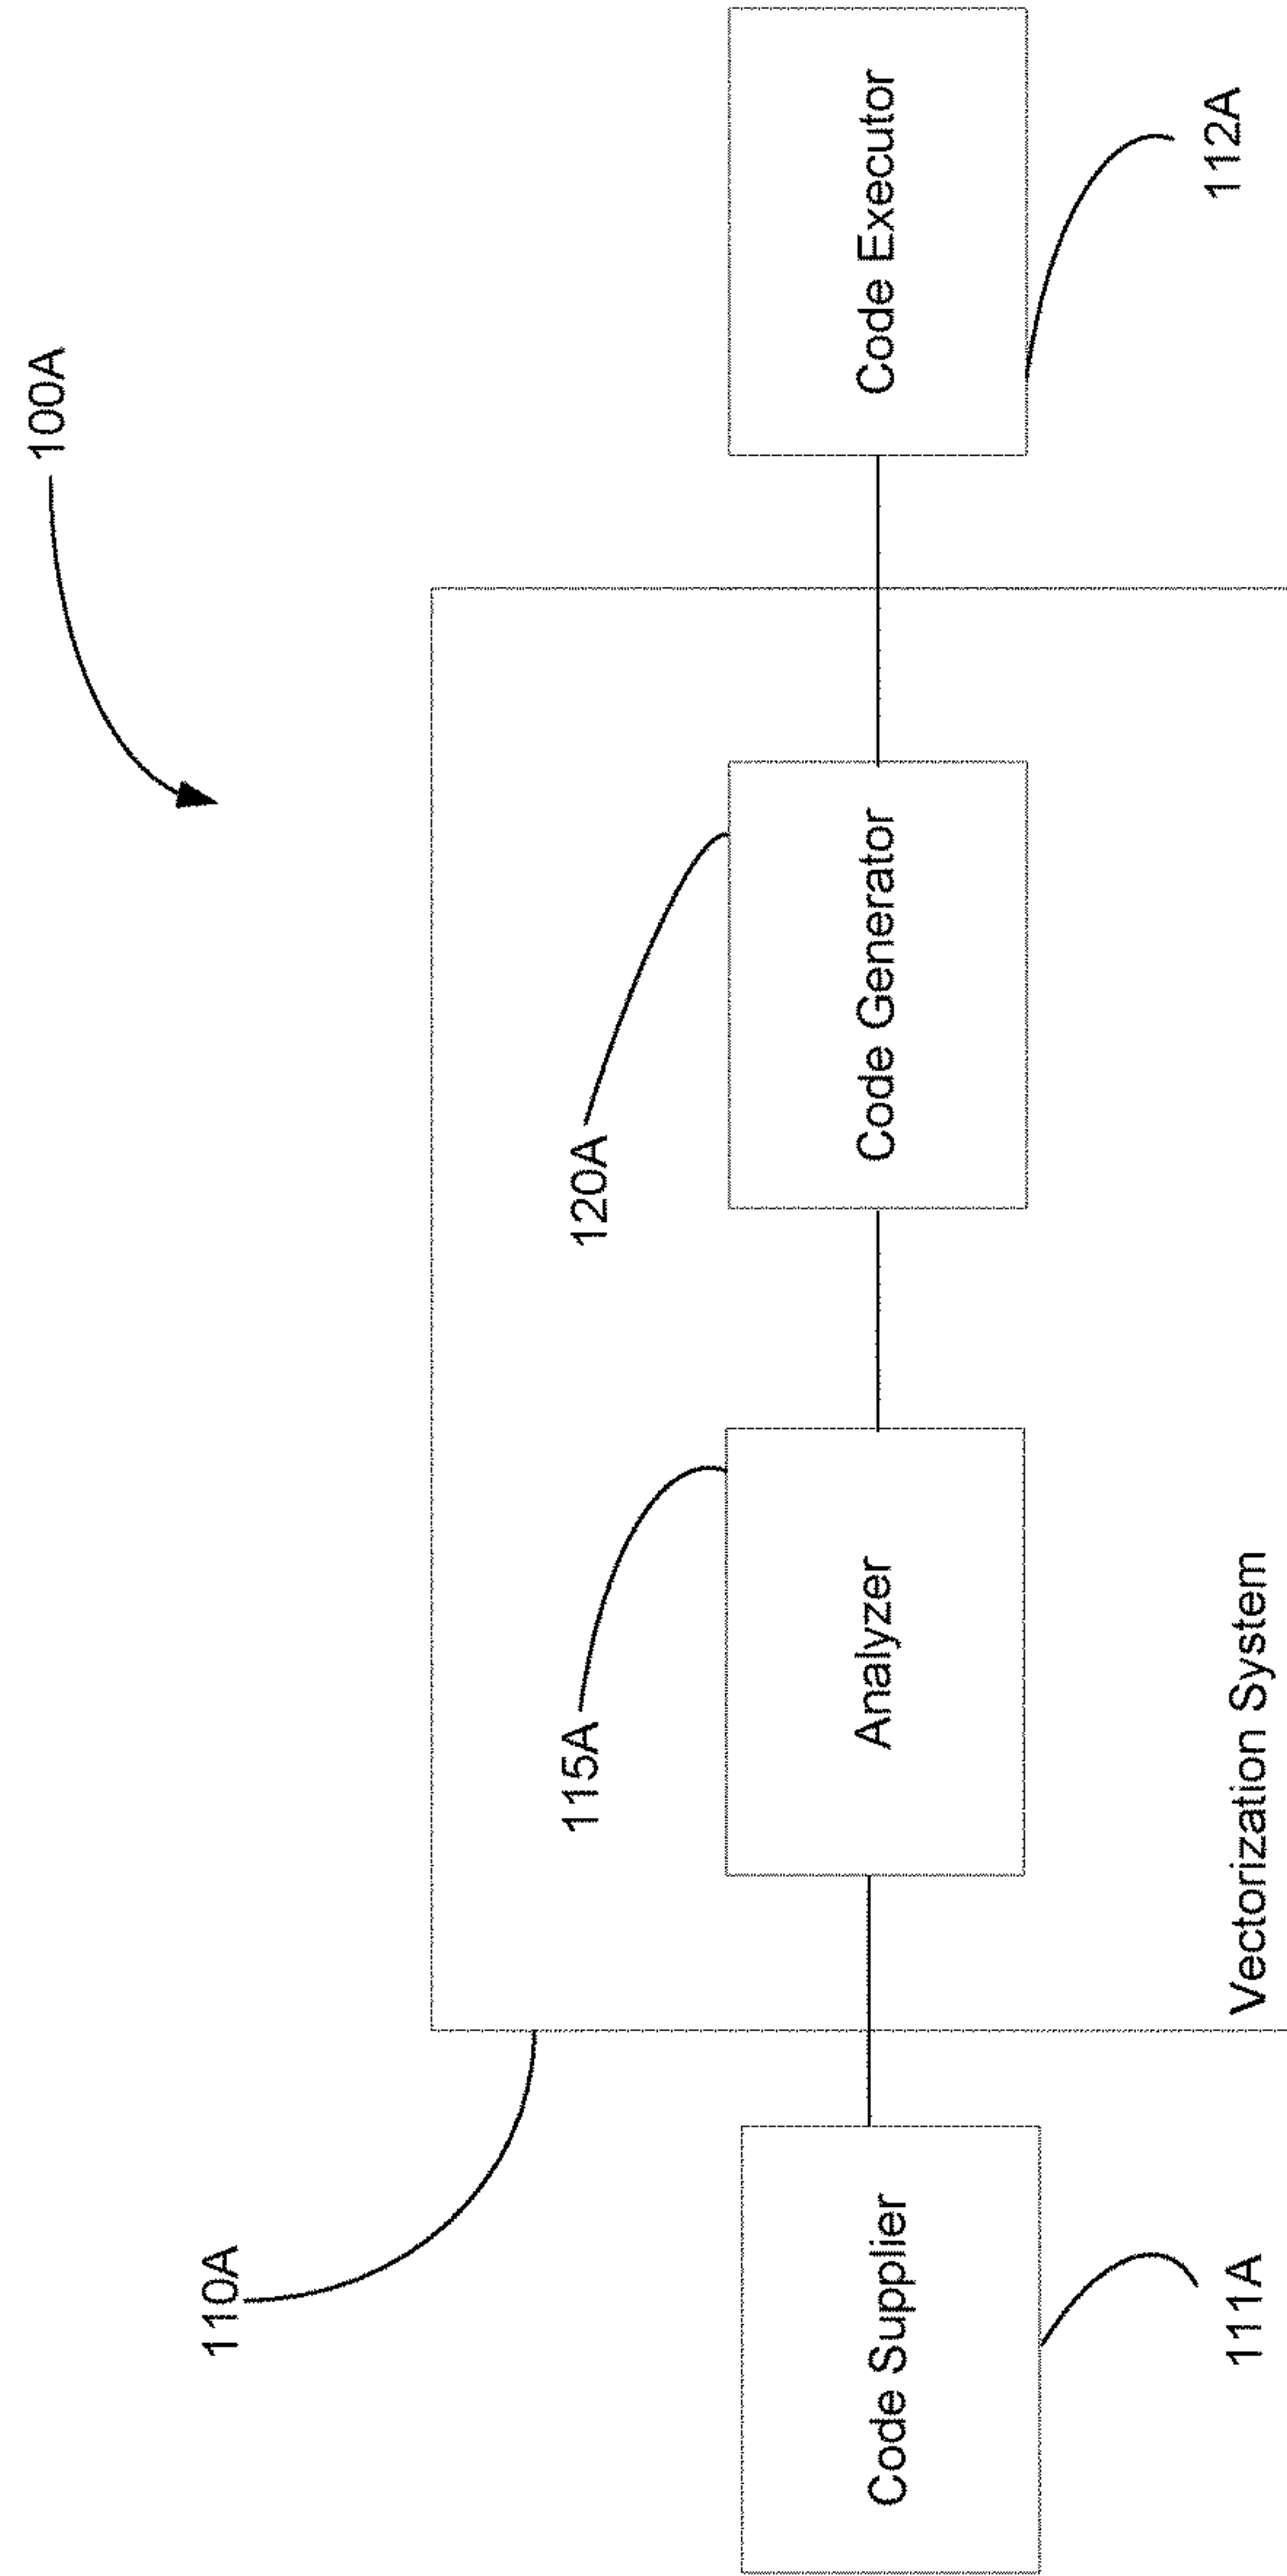 100A
110A
115A
120A
Code Supplier
Analyzer
Code Generator
Code Executor
111A
112A
Vectorization System